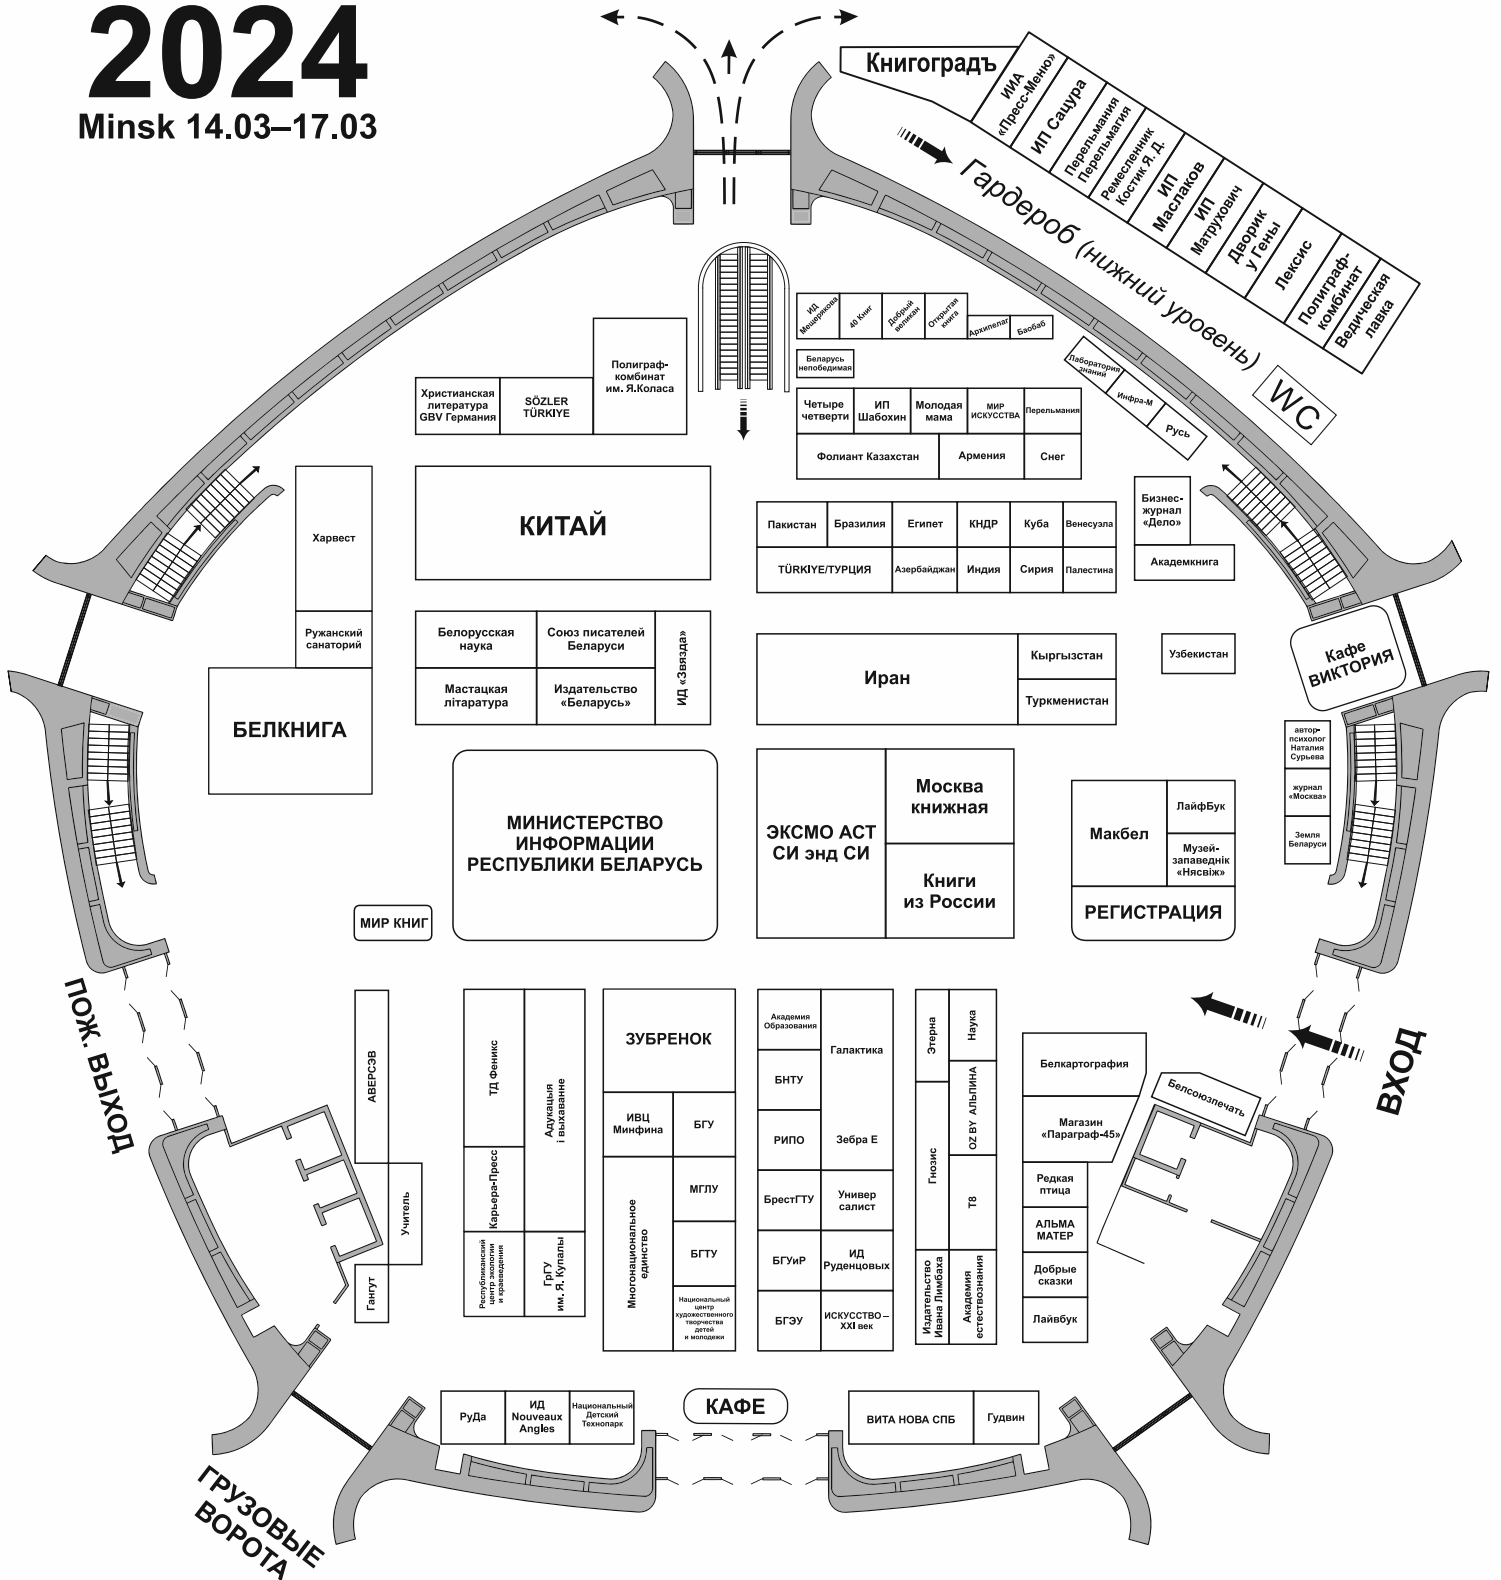 2024
Minsk 14.03–17.03
Книгоградъ
ИИА
«Пресс-Меню»
ИП Сацура
Перельмания
Перельмагия
Ремесленник
Костик Я. Д.
ИП
Маслаков
ИП
Матрухович
Дворик
у Гены
Лексис
Полиграф-
комбинат
Ведическая
лавка
Гардероб (нижний уровень)
WC
ИД
Мещерякова
40 Книг
Добрый
великан
Открытая
книга
Архипелаг
Баобаб
Беларусь
непобедимая
Лаборатория
знаний
Инфра-М
Русь
Полиграф-
комбинат
им. Я.Коласа
Христианская
литература
GBV Германия
SÖZLER
TÜRKIYE
Четыре
четверти
ИП
Шабохин
Молодая
мама
МИР
ИСКУССТВА
Перельмания
Фолиант Казахстан
Армения
Снег
Харвест
КИТАЙ
Пакистан
Бразилия
Египет
КНДР
Куба
Венесуэла
TÜRKIYE/ТУРЦИЯ
Азербайджан
Индия
Сирия
Палестина
Бизнес-
журнал
«Дело»
Академкнига
Ружанский
санаторий
Белорусская
наука
Союз писателей
Беларуси
ИД «Звязда»
Мастацкая
літаратура
Издательство
«Беларусь»
Иран
Кыргызстан
Туркменистан
Узбекистан
Кафе
ВИКТОРИЯ
БЕЛКНИГА
автор-
психолог
Наталия
Сурьева
журнал
«Москва»
Земля
Беларуси
МИНИСТЕРСТВО
ИНФОРМАЦИИ
РЕСПУБЛИКИ БЕЛАРУСЬ
ЭКСМО АСТ
СИ энд СИ
Москва
книжная
Книги
из России
Макбел
ЛайфБук
Музей-
запаведнік
«Нясвіж»
РЕГИСТРАЦИЯ
МИР КНИГ
ПОЖ. ВЫХОД
ВХОД
АВЕРСЭВ
Учитель
Гангут
ТД Феникс
Адукацыя
і выхаванне
Карьера-Пресс
Республиканский
центр экологии
и краеведения
ГрГУ
им. Я. Купалы
ЗУБРЕНОК
ИВЦ
Минфина
БГУ
Многонациональное
единство
МГЛУ
БГТУ
Национальный
центр
художественного
творчества
детей
и молодежи
Академия
Образования
Галактика
БНТУ
РИПО
Зебра Е
БрестГТУ
Универ
салист
БГУиР
ИД
Руденцовых
БГЭУ
ИСКУССТВО –
XXI век
Этерна
Наука
Гнозис
OZ BY АЛЬПИНА
Т8
Издательство
Ивана Лимбаха
Академия
естествознания
Белкартография
Магазин
«Параграф-45»
Белсоюзпечать
Редкая
птица
АЛЬМА
МАТЕР
Добрые
сказки
Лайвбук
РуДа
ИД
Nouveaux
Angles
Национальный
Детский
Технопарк
КАФЕ
ВИТА НОВА СПБ
Гудвин
ГРУЗОВЫЕ
ВОРОТА